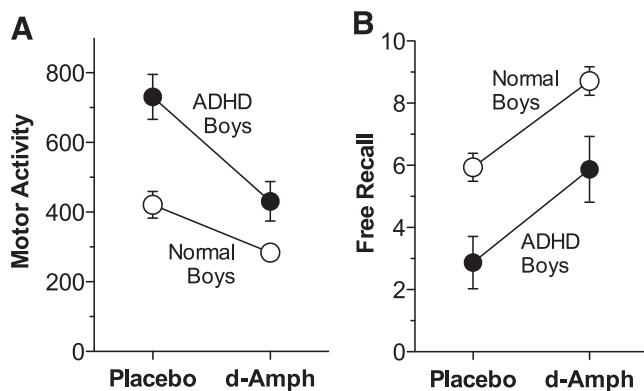 A
Motor Activity
800
600
400
200
0
ADHD
Boys
Normal
Boys
Placebo
d-Amph
B
Free Recall
10
8
6
4
2
0
Normal
Boys
ADHD
Boys
Placebo
d-Amph